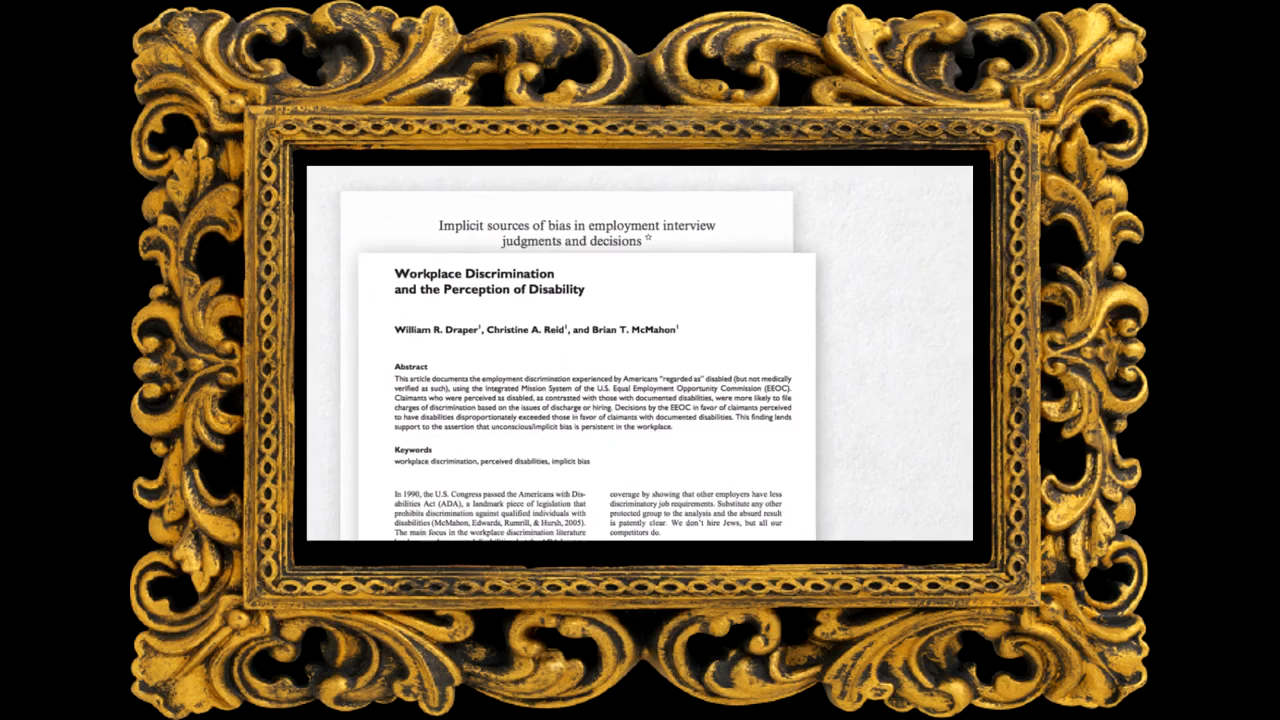 Implicit sources of bias in employment interview
judgments and decisions ☆
Workplace Discrimination
and the Perception of Disability
William R. Draper¹, Christine A. Reid¹, and Brian T. McMahon¹
Abstract
This article documents the employment discrimination experienced by Americans “regarded as” disabled (but not medically
verified as such), using the Integrated Mission System of the U.S. Equal Employment Opportunity Commission (EEOC).
Claimants who were perceived as disabled, as contrasted with those with documented disabilities, were more likely to file
charges of discrimination based on the issues of discharge or hiring. Decisions by the EEOC in favor of claimants perceived
to have disabilities disproportionately exceeded those in favor of claimants with documented disabilities. This finding lends
support to the assertion that unconscious/implicit bias is persistent in the workplace.
Keywords
workplace discrimination, perceived disabilities, implicit bias
In 1990, the U.S. Congress passed the Americans with Dis-
abilities Act (ADA), a landmark piece of legislation that
prohibits discrimination against qualified individuals with
disabilities (McMahon, Edwards, Rumrill, & Hursh, 2005).
The main focus in the workplace discrimination literature
coverage by showing that other employers have less
discriminatory job requirements. Substitute any other
protected group to the analysis and the absurd result
is patently clear. We don’t hire Jews, but all our
competitors do.